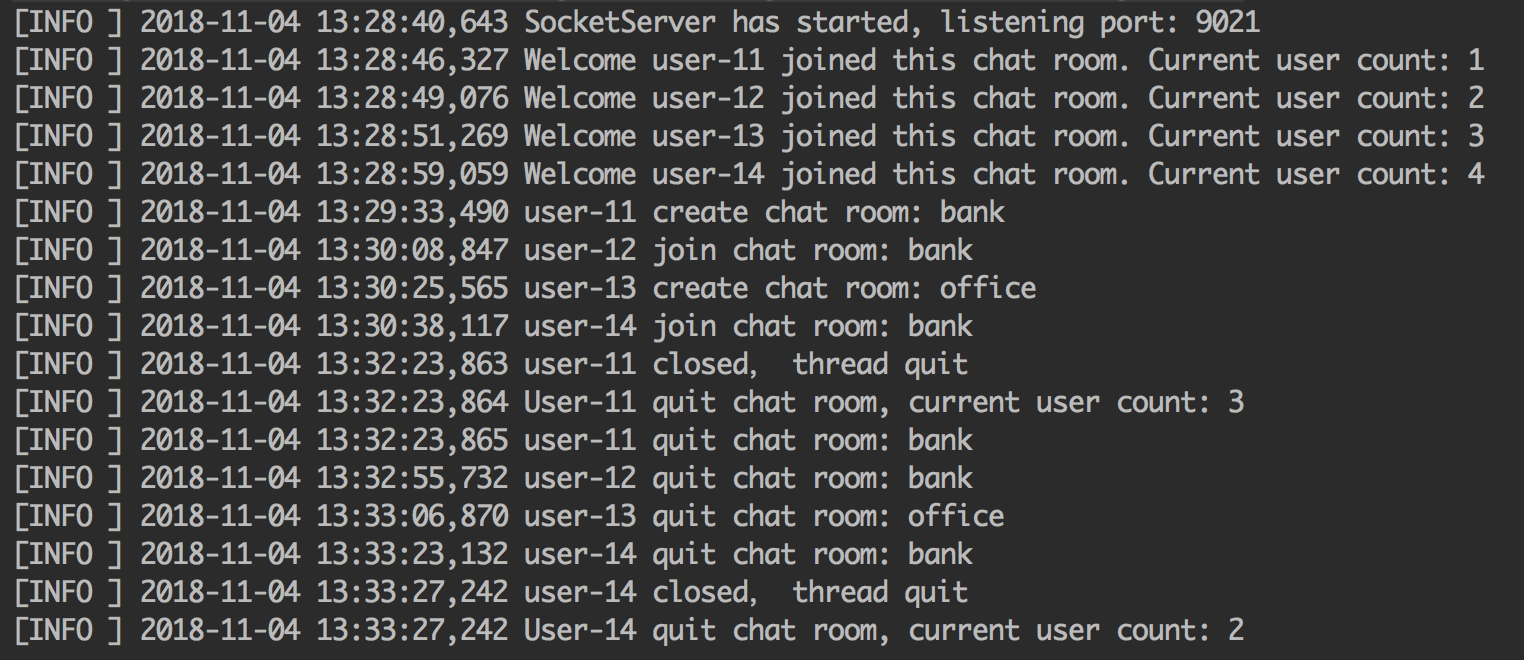 [INFO ] 2018-11-04 13:28:40,643 SocketServer has started, listening port: 9021
[INFO ] 2018-11-04 13:28:46,327 Welcome user-11 joined this chat room. Current user count: 1
[INFO ] 2018-11-04 13:28:49,076 Welcome user-12 joined this chat room. Current user count: 2
[INFO ] 2018-11-04 13:28:51,269 Welcome user-13 joined this chat room. Current user count: 3
[INFO ] 2018-11-04 13:28:59,059 Welcome user-14 joined this chat room. Current user count: 4
[INFO ] 2018-11-04 13:29:33,490 user-11 create chat room: bank
[INFO ] 2018-11-04 13:30:08,847 user-12 join chat room: bank
[INFO ] 2018-11-04 13:30:25,565 user-13 create chat room: office
[INFO ] 2018-11-04 13:30:38,117 user-14 join chat room: bank
[INFO ] 2018-11-04 13:32:23,863 user-11 closed,  thread quit
[INFO ] 2018-11-04 13:32:23,864 User-11 quit chat room, current user count: 3
[INFO ] 2018-11-04 13:32:23,865 user-11 quit chat room: bank
[INFO ] 2018-11-04 13:32:55,732 user-12 quit chat room: bank
[INFO ] 2018-11-04 13:33:06,870 user-13 quit chat room: office
[INFO ] 2018-11-04 13:33:23,132 user-14 quit chat room: bank
[INFO ] 2018-11-04 13:33:27,242 user-14 closed,  thread quit
[INFO ] 2018-11-04 13:33:27,242 User-14 quit chat room, current user count: 2